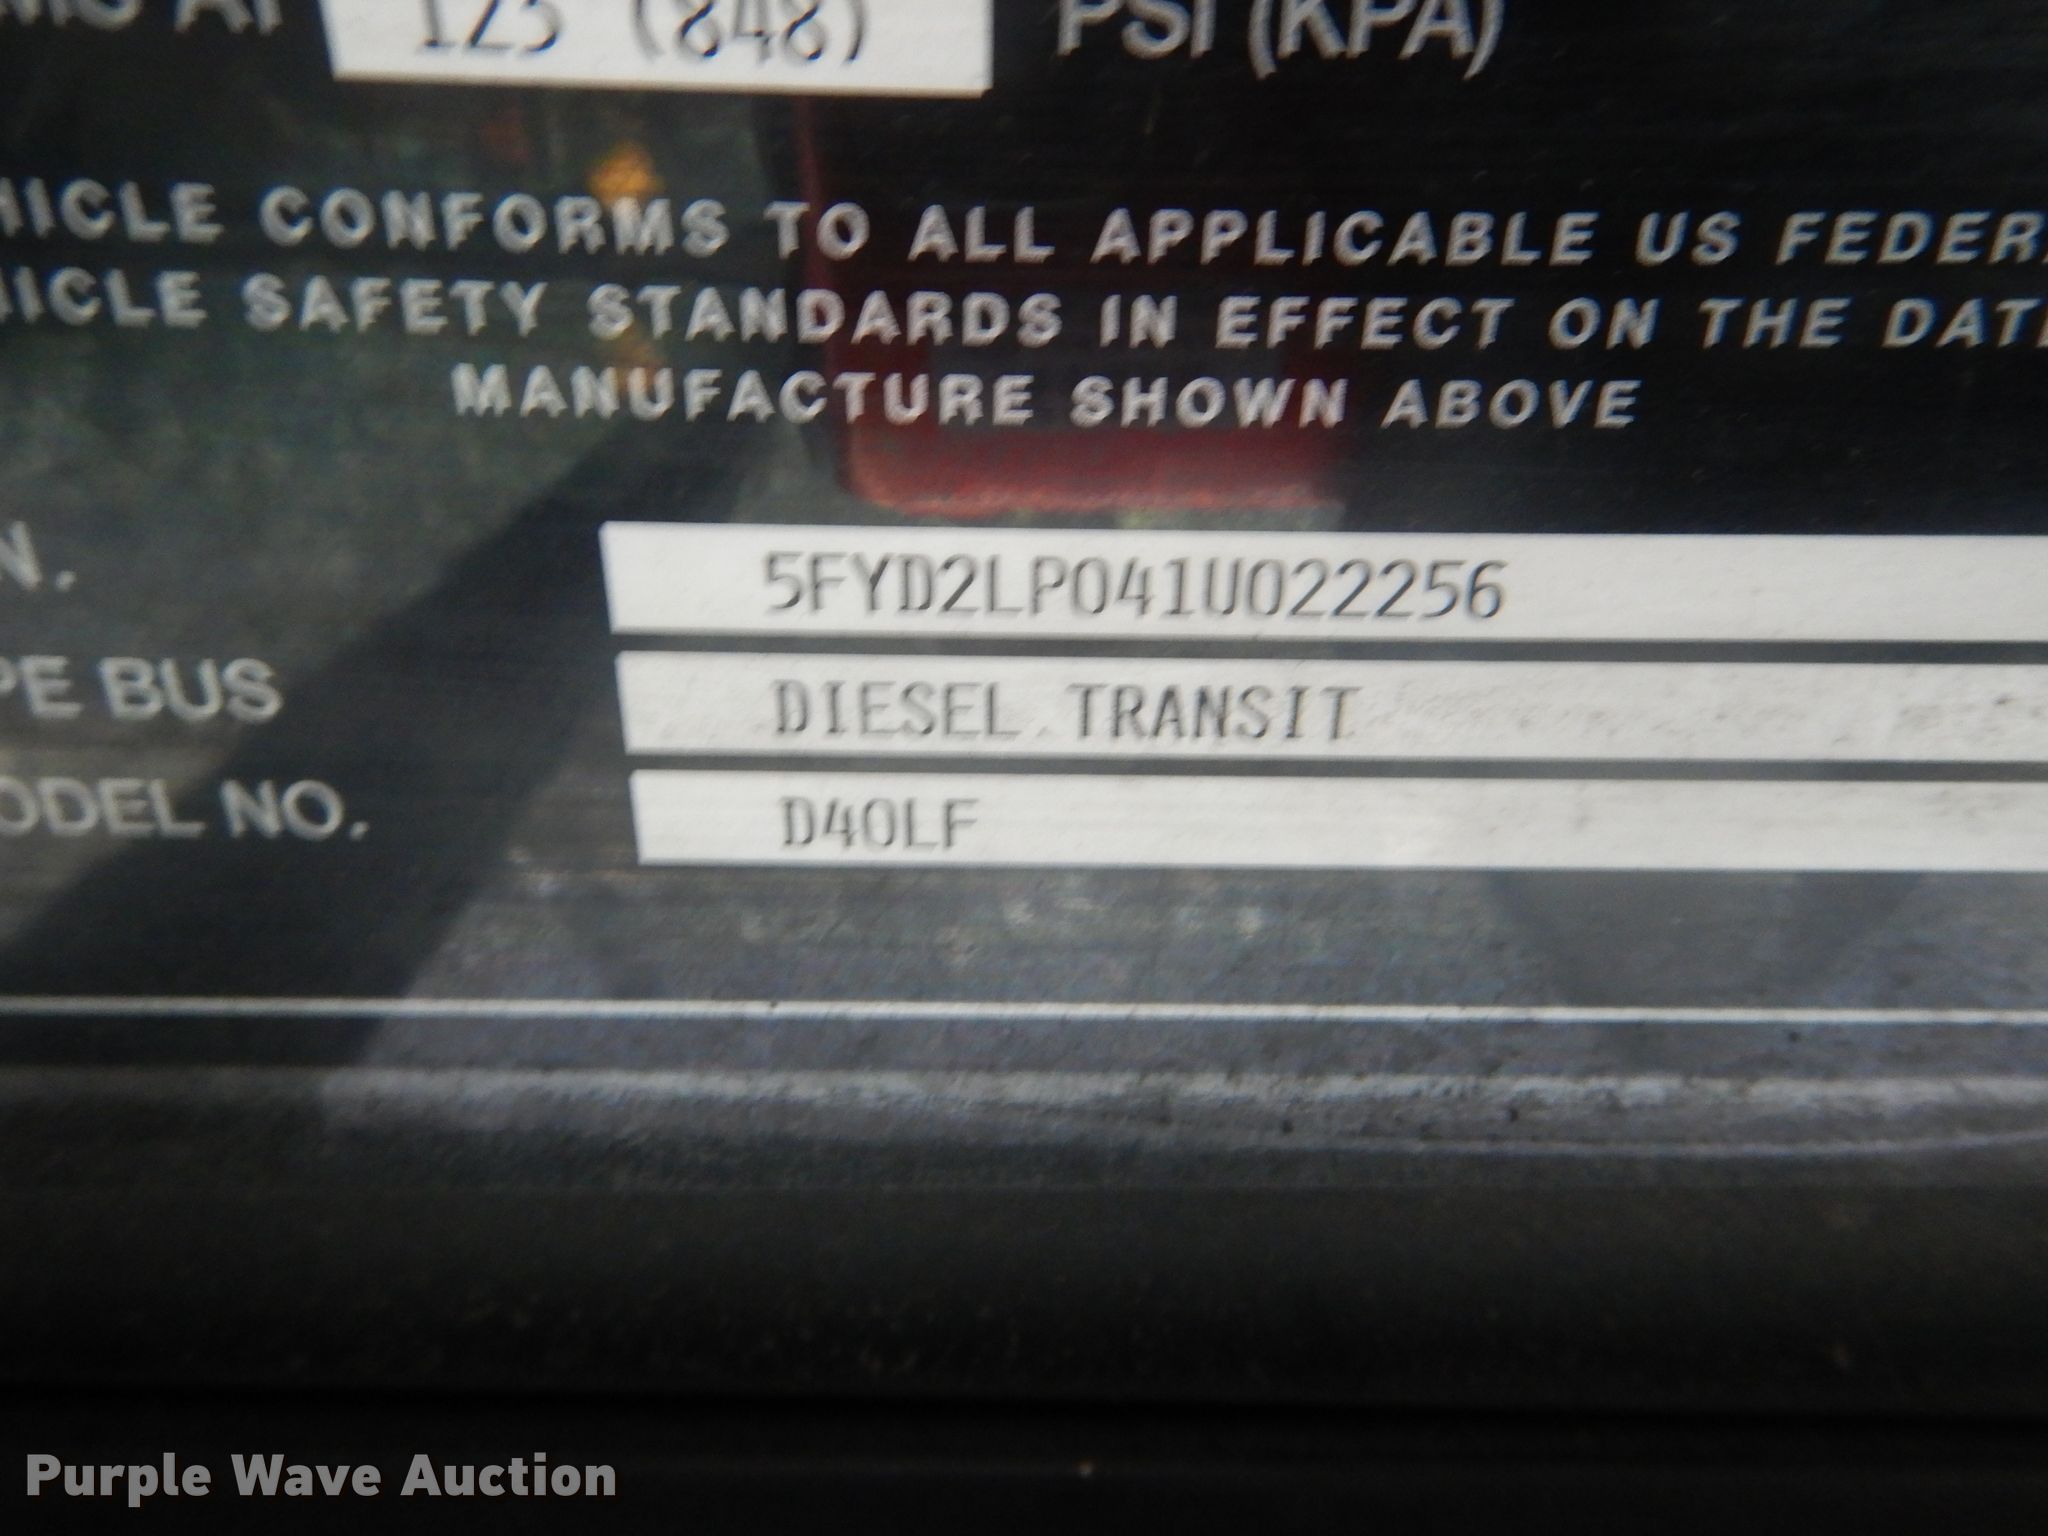 123 (848) PSI (KPA)
HICLE CONFORMS TO ALL APPLICABLE US FEDER
HICLE SAFETY STANDARDS IN EFFECT ON THE DATE
MANUFACTURE SHOWN ABOVE
N. 5FYD2LP041U022256
PE BUS DIESEL TRANSIT
ODEL NO. D40LF
Purple Wave Auction